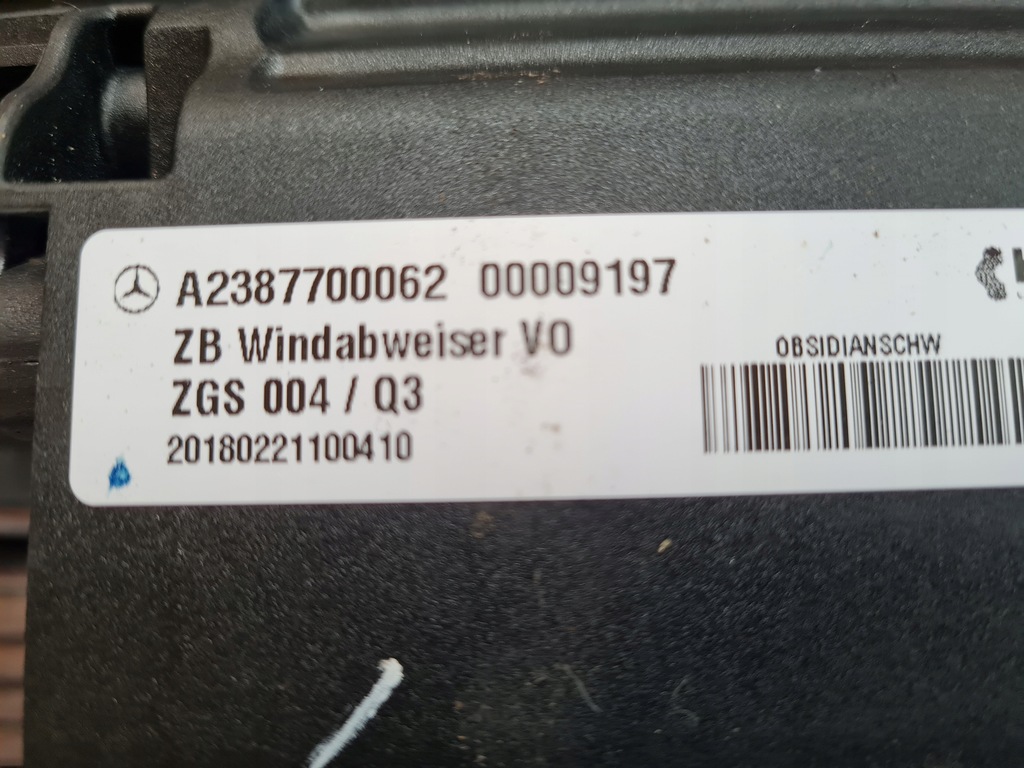 A2387700062 00009197
ZB Windabweiser VO
ZGS 004 / Q3
20180221100410
OBSIDIANSCHW